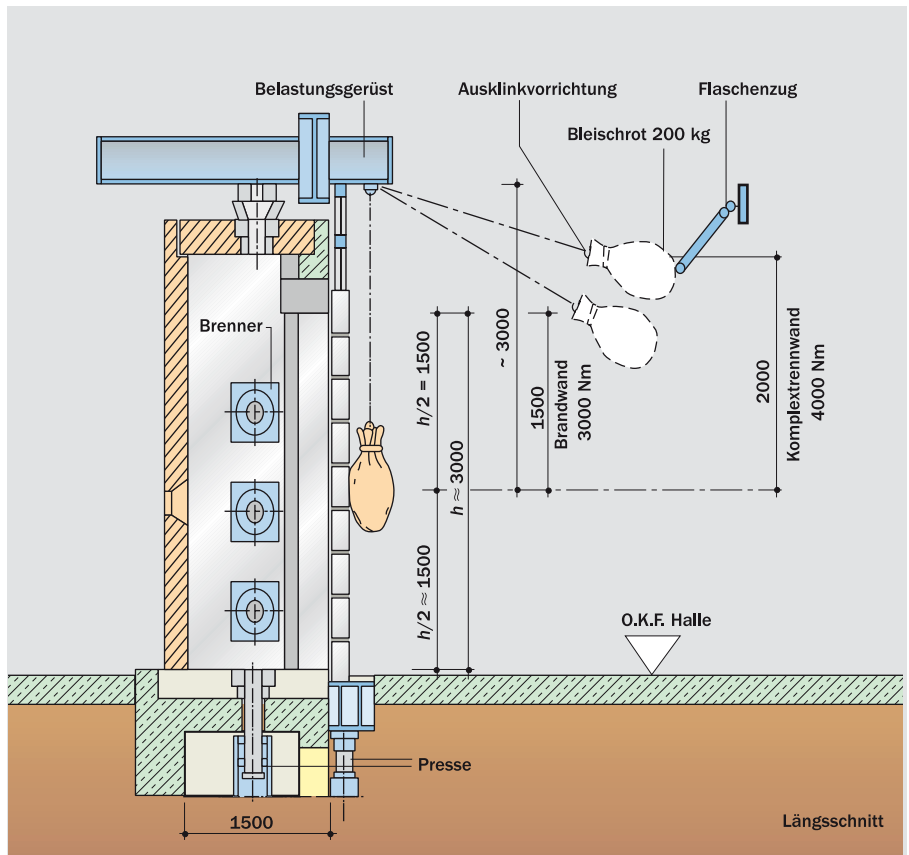 Belastungsgerüst
Ausklinkvorrichtung
Flaschenzug
Bleischrot 200 kg
Brenner
h/2 = 1500
h/2 ≈ 1500
h ≈ 3000
~ 3000
1500
Brandwand
3000 Nm
2000
Komplextrennwand
4000 Nm
O.K.F. Halle
Presse
1500
Längsschnitt